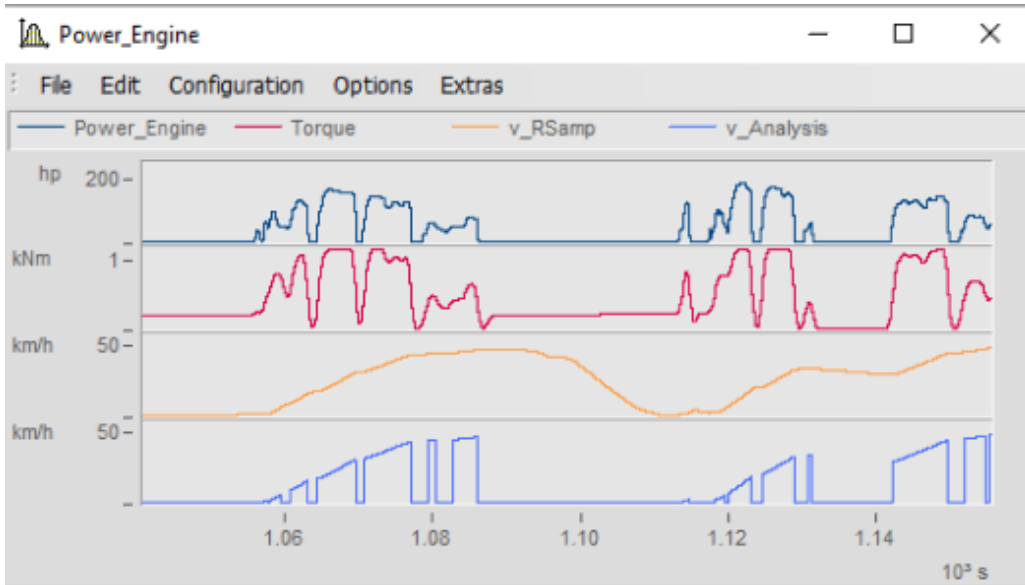 Power_Engine
File Edit Configuration Options Extras
Power_Engine Torque v_RSamp v_Analysis
hp 200
kNm 1
km/h 50
km/h 50
1.06 1.08 1.10 1.12 1.14
10³ s